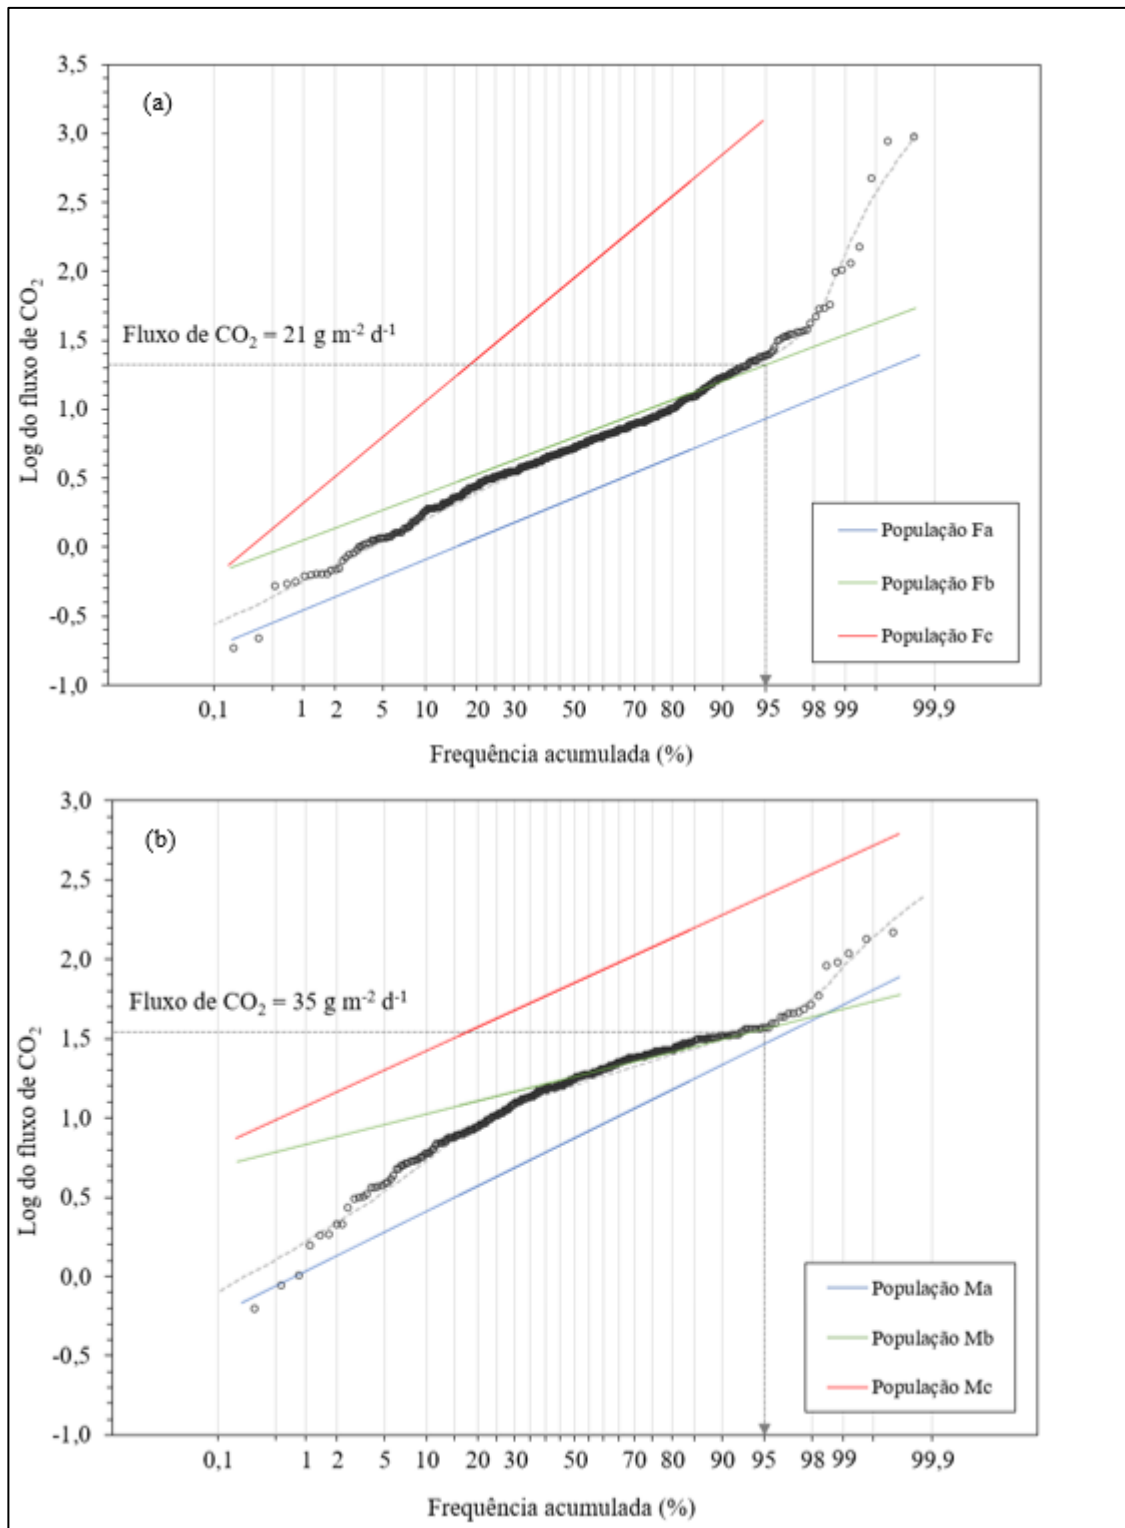 (a)
3,5
3,0
2,5
2,0
1,5
1,0
0,5
0,0
-0,5
-1,0
Log do fluxo de CO₂
Fluxo de CO₂ = 21 g m⁻² d⁻¹
População Fa
População Fb
População Fc
0,1 1 2 5 10 20 30 50 70 80 90 95 98 99 99,9
Frequência acumulada (%)
(b)
3,0
2,5
2,0
1,5
1,0
0,5
0,0
-0,5
-1,0
Log do fluxo de CO₂
Fluxo de CO₂ = 35 g m⁻² d⁻¹
População Ma
População Mb
População Mc
0,1 1 2 5 10 20 30 50 70 80 90 95 98 99 99,9
Frequência acumulada (%)